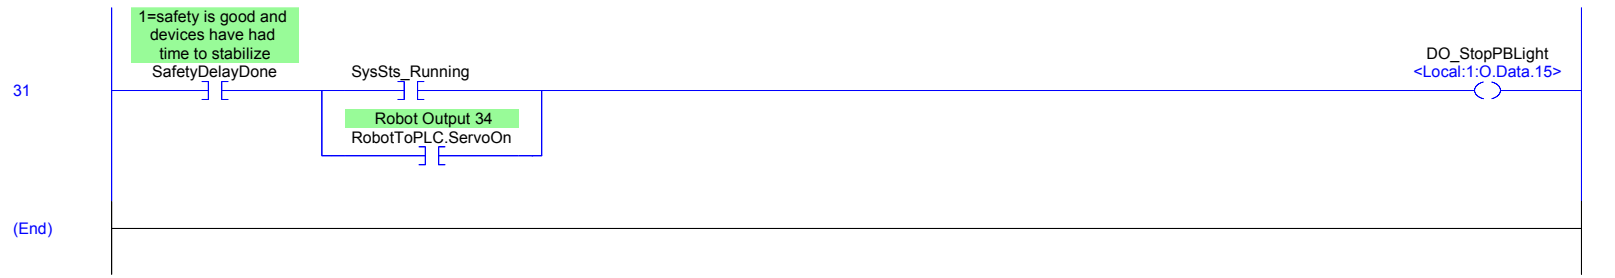 1=safety is good and
devices have had
time to stabilize
SafetyDelayDone
SysSts_Running
DO_StopPBLight
<Local:1:O.Data.15>
31
Robot Output 34
RobotToPLC.ServoOn
(End)